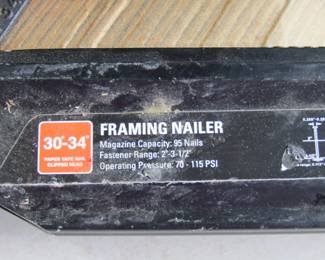 30°-34°
PAPER TAPE NAIL
CLIPPED HEAD
FRAMING NAILER
Magazine Capacity: 95 Nails
Fastener Range: 2"-3-1/2"
Operating Pressure: 70 - 115 PSI